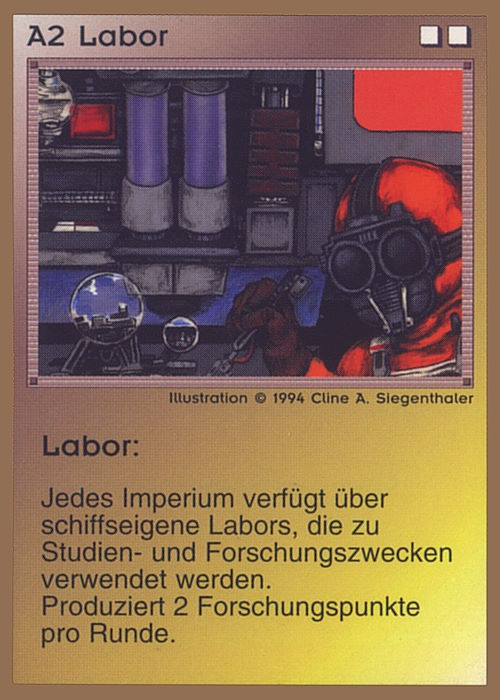 A2 Labor
Illustration © 1994 Cline A. Siegenthaler
Labor:
Jedes Imperium verfügt über
schiffseigene Labors, die zu
Studien- und Forschungszwecken
verwendet werden.
Produziert 2 Forschungspunkte
pro Runde.